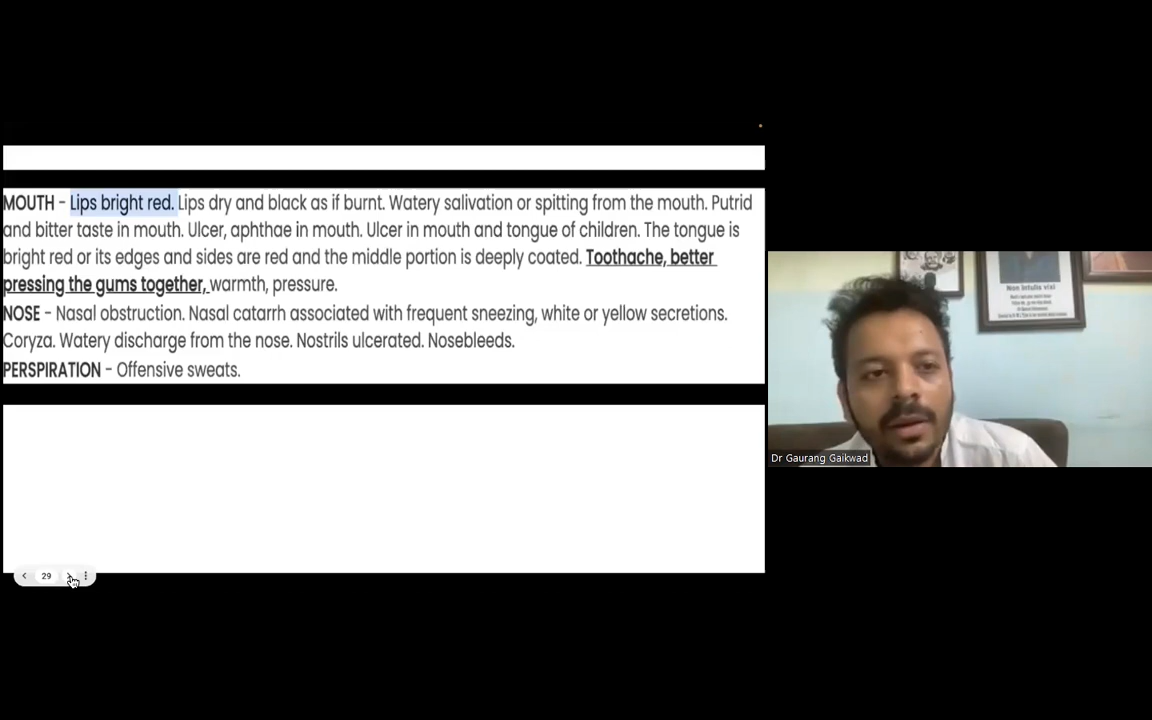 MOUTH - Lips bright red. Lips dry and black as if burnt. Watery salivation or spitting from the mouth. Putrid
and bitter taste in mouth. Ulcer, aphthae in mouth. Ulcer in mouth and tongue of children. The tongue is
bright red or its edges and sides are red and the middle portion is deeply coated. Toothache, better
pressing the gums together, warmth, pressure.
NOSE - Nasal obstruction. Nasal catarrh associated with frequent sneezing, white or yellow secretions.
Coryza. Watery discharge from the nose. Nostrils ulcerated. Nosebleeds.
PERSPIRATION - Offensive sweats.
Non intulis visi
Dr Gaurang Gaikwad
29